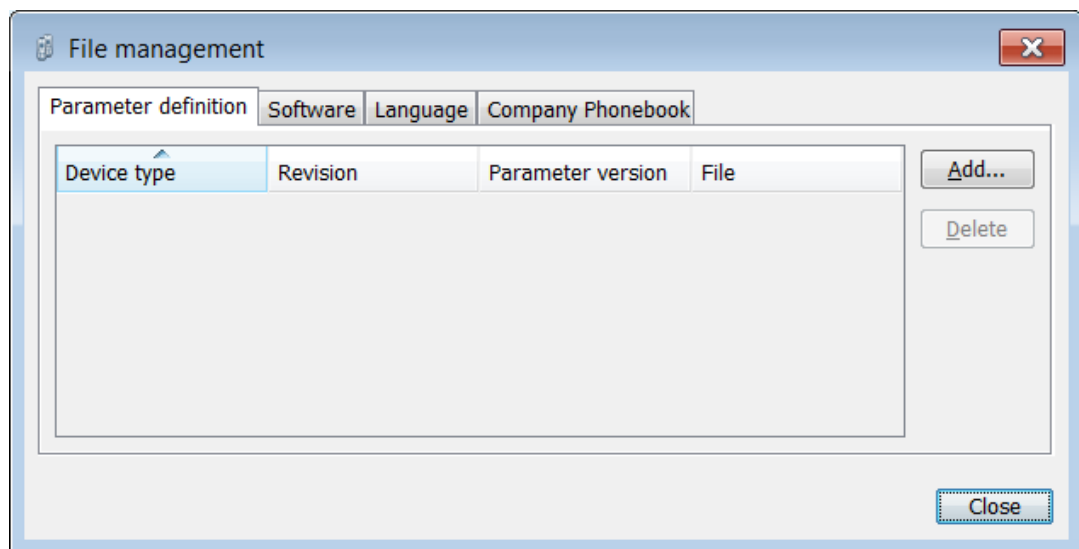 File management
Parameter definition Software Language Company Phonebook
Device type Revision Parameter version File
Add...
Delete
Close